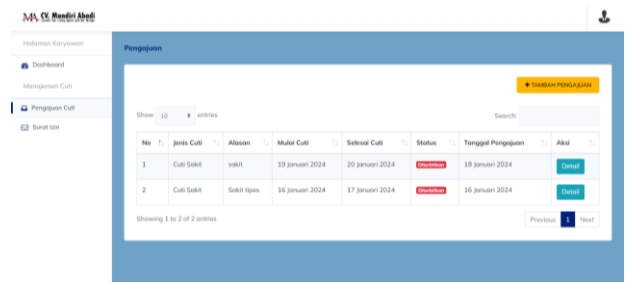 MA CV. Mandiri Abadi
Halaman Karyawan
Dashboard
Manajemen Cuti
Pengajuan Cuti
Surat Izin
Pengajuan
+ TAMBAH PENGAJUAN
Show 10 entries
Search:
No Jenis Cuti Alasan Mulai Cuti Selesai Cuti Status Tanggal Pengajuan Aksi
1 Cuti Sakit sakit 19 Januari 2024 20 Januari 2024 18 Januari 2024 Detail
2 Cuti Sakit Sakit tipes 16 Januari 2024 17 Januari 2024 16 Januari 2024 Detail
Showing 1 to 2 of 2 entries
Previous 1 Next